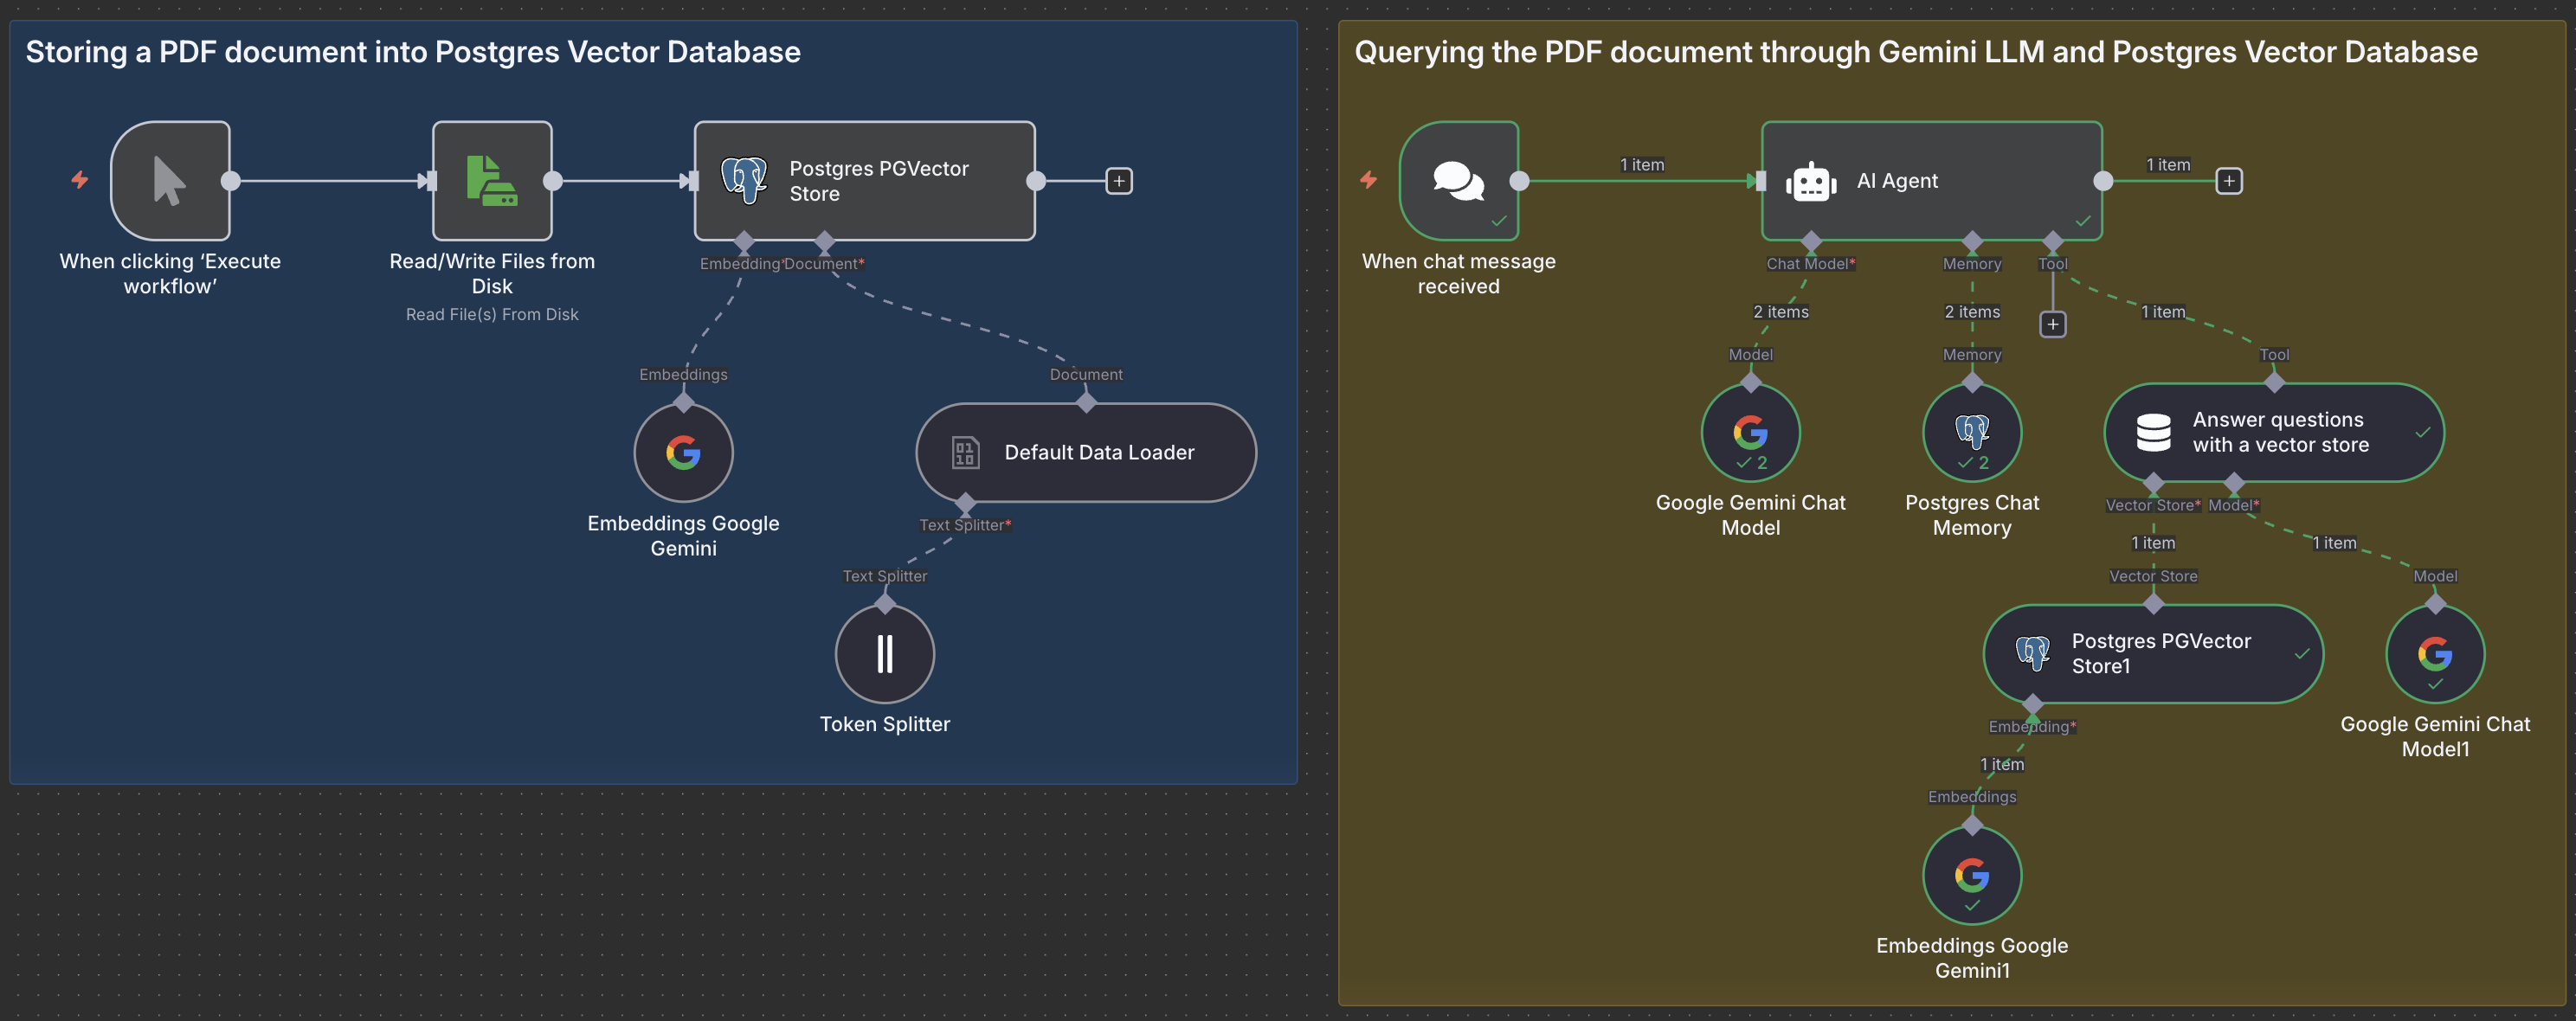 Storing a PDF document into Postgres Vector Database
When clicking ‘Execute
workflow’
Read/Write Files from
Disk
Read File(s) From Disk
Postgres PGVector
Store
Embedding*
Document*
Embeddings
Embeddings Google
Gemini
Document
Default Data Loader
Text Splitter*
Text Splitter
Token Splitter
Querying the PDF document through Gemini LLM and Postgres Vector Database
When chat message
received
1 item
AI Agent
1 item
Chat Model*
Memory
Tool
2 items
2 items
1 item
Model
Memory
Tool
2
Google Gemini Chat
Model
2
Postgres Chat
Memory
Answer questions
with a vector store
Vector Store*
Model*
1 item
1 item
Vector Store
Model
Postgres PGVector
Store1
Google Gemini Chat
Model1
Embedding*
1 item
Embeddings
Embeddings Google
Gemini1